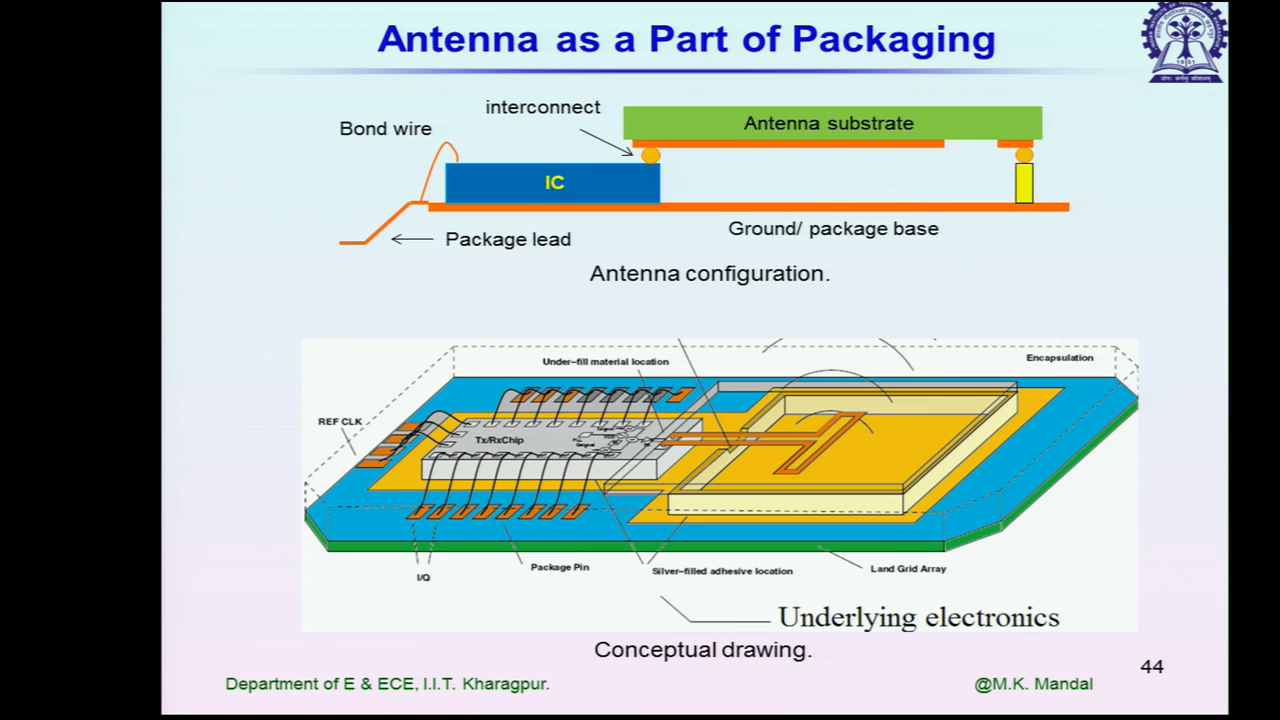 Antenna as a Part of Packaging
interconnect
Bond wire
Antenna substrate
IC
Package lead
Ground/ package base
Antenna configuration.
Under-fill material location
Encapsulation
REF CLK
Tx/RxChip
Package Pin
Silver-filled adhesive location
Land Grid Array
I/Q
Underlying electronics
Conceptual drawing.
44
Department of E & ECE, I.I.T. Kharagpur.
@M.K. Mandal